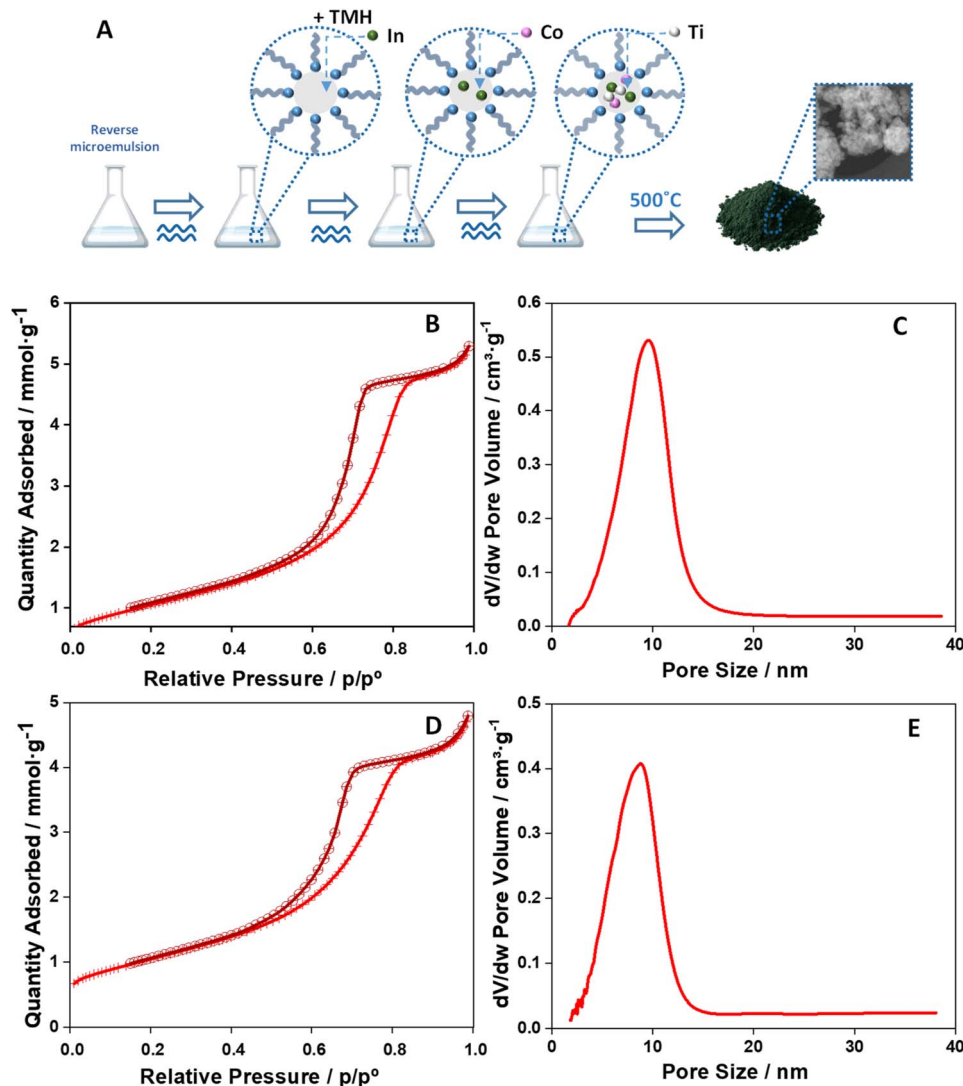 A
+ TMH
In
Co
Ti
Reverse
microemulsion
500°C
B
Quantity Adsorbed / mmol·g⁻¹
6
5
4
3
2
1
0.0 0.2 0.4 0.6 0.8 1.0
Relative Pressure / p/pº
C
dV/dw Pore Volume / cm³·g⁻¹
0.6
0.5
0.4
0.3
0.2
0.1
0.0
0 10 20 30 40
Pore Size / nm
D
Quantity Adsorbed / mmol·g⁻¹
5
4
3
2
1
0
0.0 0.2 0.4 0.6 0.8 1.0
Relative Pressure / p/pº
E
dV/dw Pore Volume / cm³·g⁻¹
0.5
0.4
0.3
0.2
0.1
0.0
0 10 20 30 40
Pore Size / nm